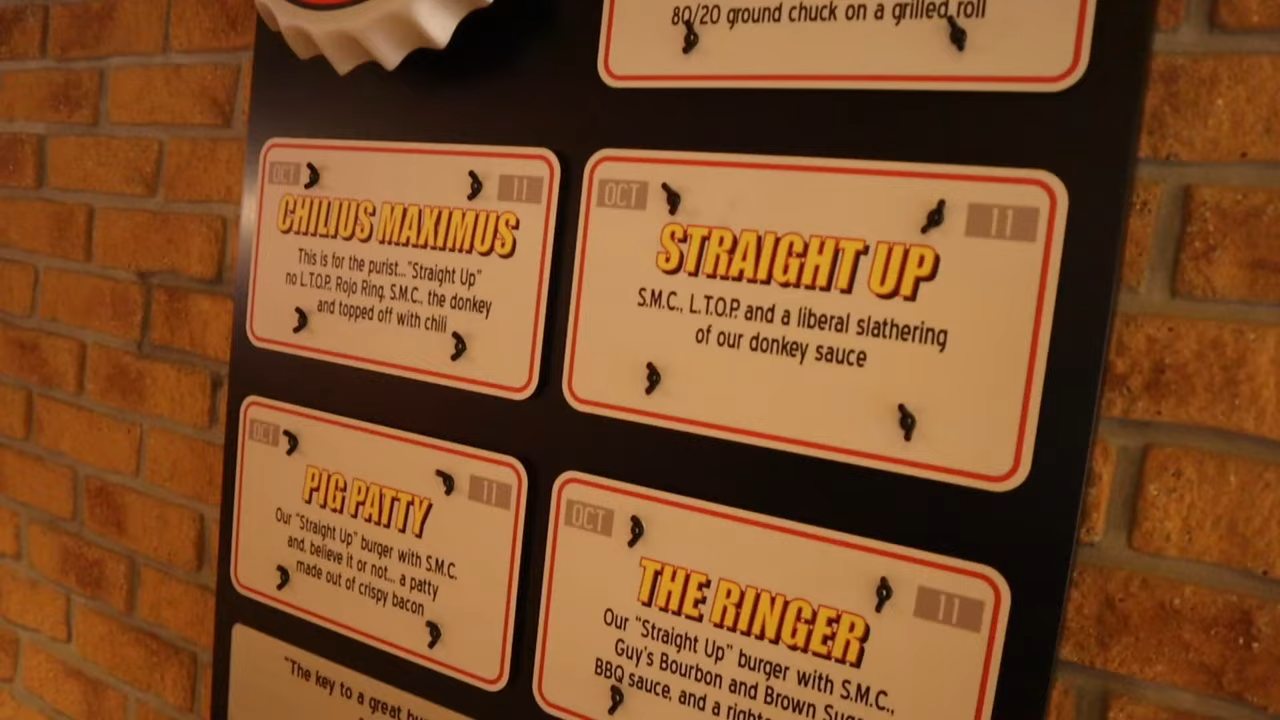 80/20 ground chuck on a grilled roll
OCT 11
CHILIUS MAXIMUS
This is for the purist..."Straight Up"
no L.T.O.P. Rojo Ring, S.M.C., the donkey
and topped off with chili
OCT 11
STRAIGHT UP
S.M.C., L.T.O.P. and a liberal slathering
of our donkey sauce
OCT 11
PIG PATTY
Our "Straight Up" burger with S.M.C.
and, believe it or not... a patty
made out of crispy bacon
OCT 11
THE RINGER
Our "Straight Up" burger with S.M.C.,
Guy's Bourbon and Brown
BBQ sauce, and a
"The key to a great